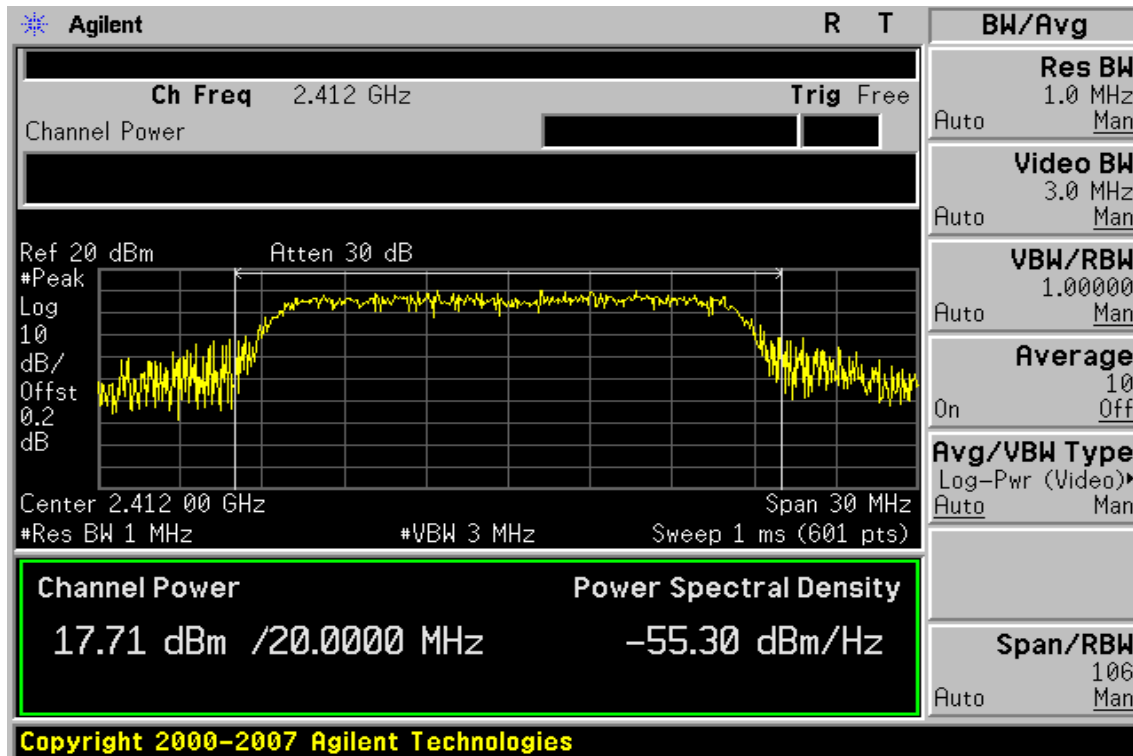 Agilent R T BW/Avg
Ch Freq 2.412 GHz Trig Free
Channel Power
Res BW
1.0 MHz
Auto Man
Video BW
3.0 MHz
Auto Man
VBW/RBW
1.00000
Auto Man
Average
10
On Off
Avg/VBW Type
Log-Pwr (Video)
Auto Man
Span/RBW
106
Auto Man
Ref 20 dBm Atten 30 dB
#Peak
Log
10
dB/
Offst
0.2
dB
Center 2.412 00 GHz Span 30 MHz
#Res BW 1 MHz #VBW 3 MHz Sweep 1 ms (601 pts)
Channel Power Power Spectral Density
17.71 dBm /20.0000 MHz -55.30 dBm/Hz
Copyright 2000-2007 Agilent Technologies